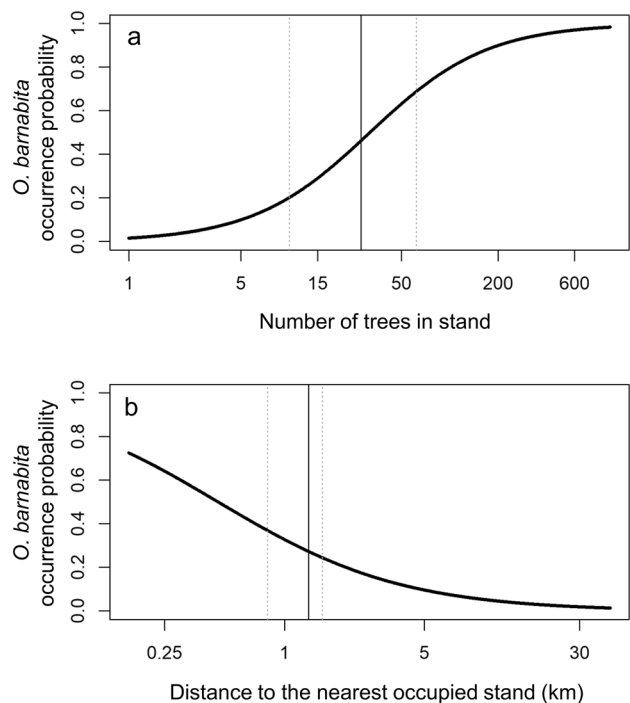 a
O. barnabita
occurrence probability
1.0
0.8
0.6
0.4
0.2
0.0
1 5 15 50 200 600
Number of trees in stand
b
O. barnabita
occurrence probability
1.0
0.8
0.6
0.4
0.2
0.0
0.25 1 5 30
Distance to the nearest occupied stand (km)